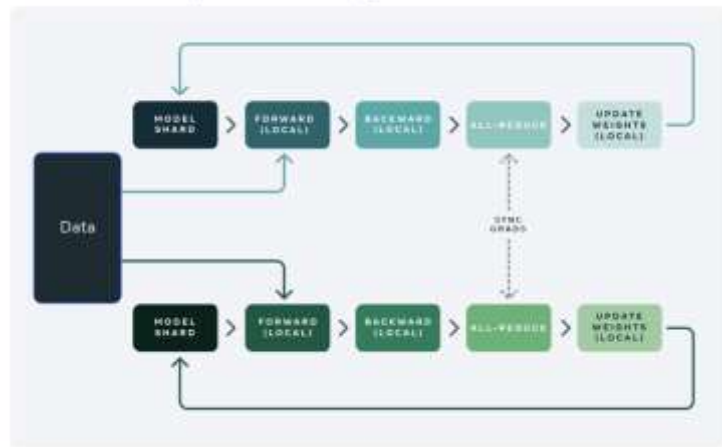 MODEL
SHARD
FORWARD
(LOCAL)
BACKWARD
(LOCAL)
ALL-REDUCE
UPDATE
WEIGHTS
(LOCAL)
Data
SYNC
GRADS
MODEL
SHARD
FORWARD
(LOCAL)
BACKWARD
(LOCAL)
ALL-REDUCE
UPDATE
WEIGHTS
(LOCAL)